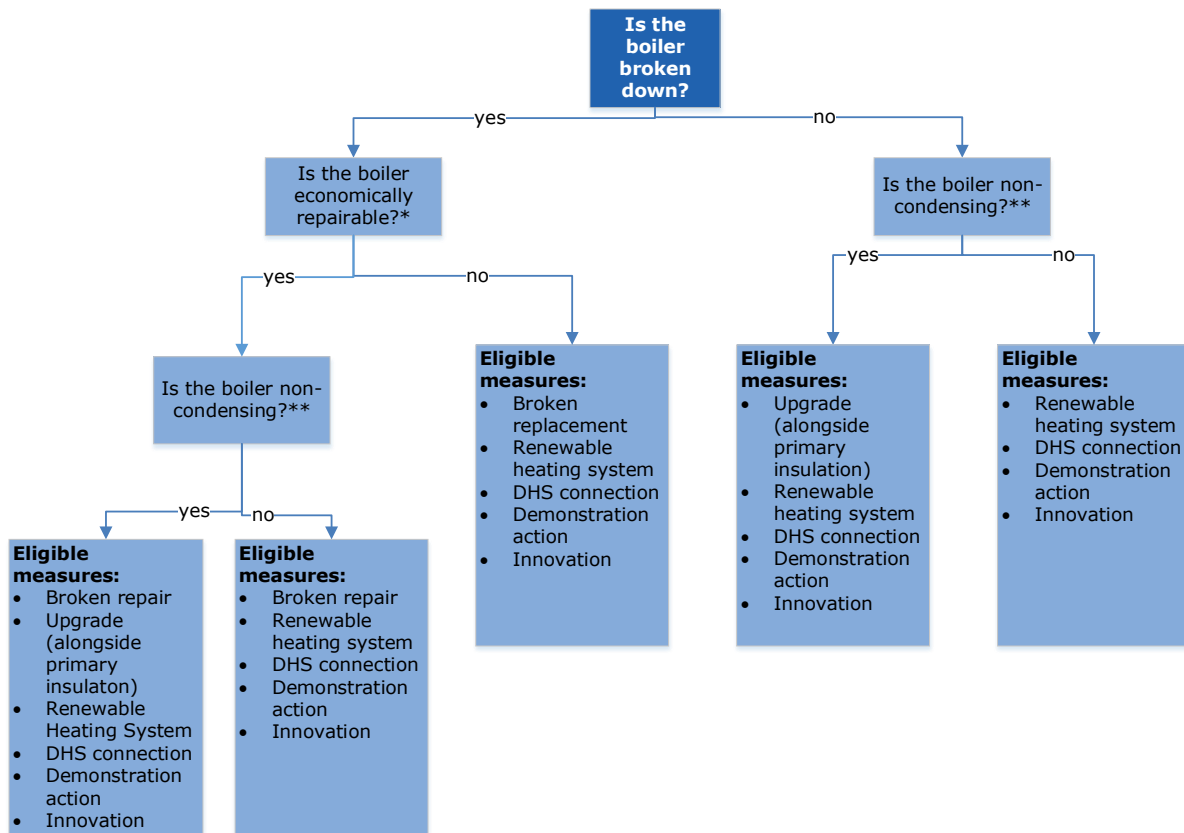 Is the
boiler
broken
down?
yes
no
Is the boiler
economically
repairable?*
Is the boiler non-
condensing?**
yes
no
yes
no
Is the boiler non-
condensing?**
Eligible
measures:
• Broken
replacement
• Renewable
heating system
• DHS connection
• Demonstration
action
• Innovation
Eligible
measures:
• Upgrade
(alongside
primary
insulation)
• Renewable
heating system
• DHS connection
• Demonstration
action
• Innovation
Eligible
measures:
• Renewable
heating system
• DHS connection
• Demonstration
action
• Innovation
yes
no
Eligible
measures:
• Broken repair
• Upgrade
(alongside
primary
insulaton)
• Renewable
Heating System
• DHS connection
• Demonstration
action
• Innovation
Eligible
measures:
• Broken repair
• Renewable
heating system
• DHS connection
• Demonstration
action
• Innovation